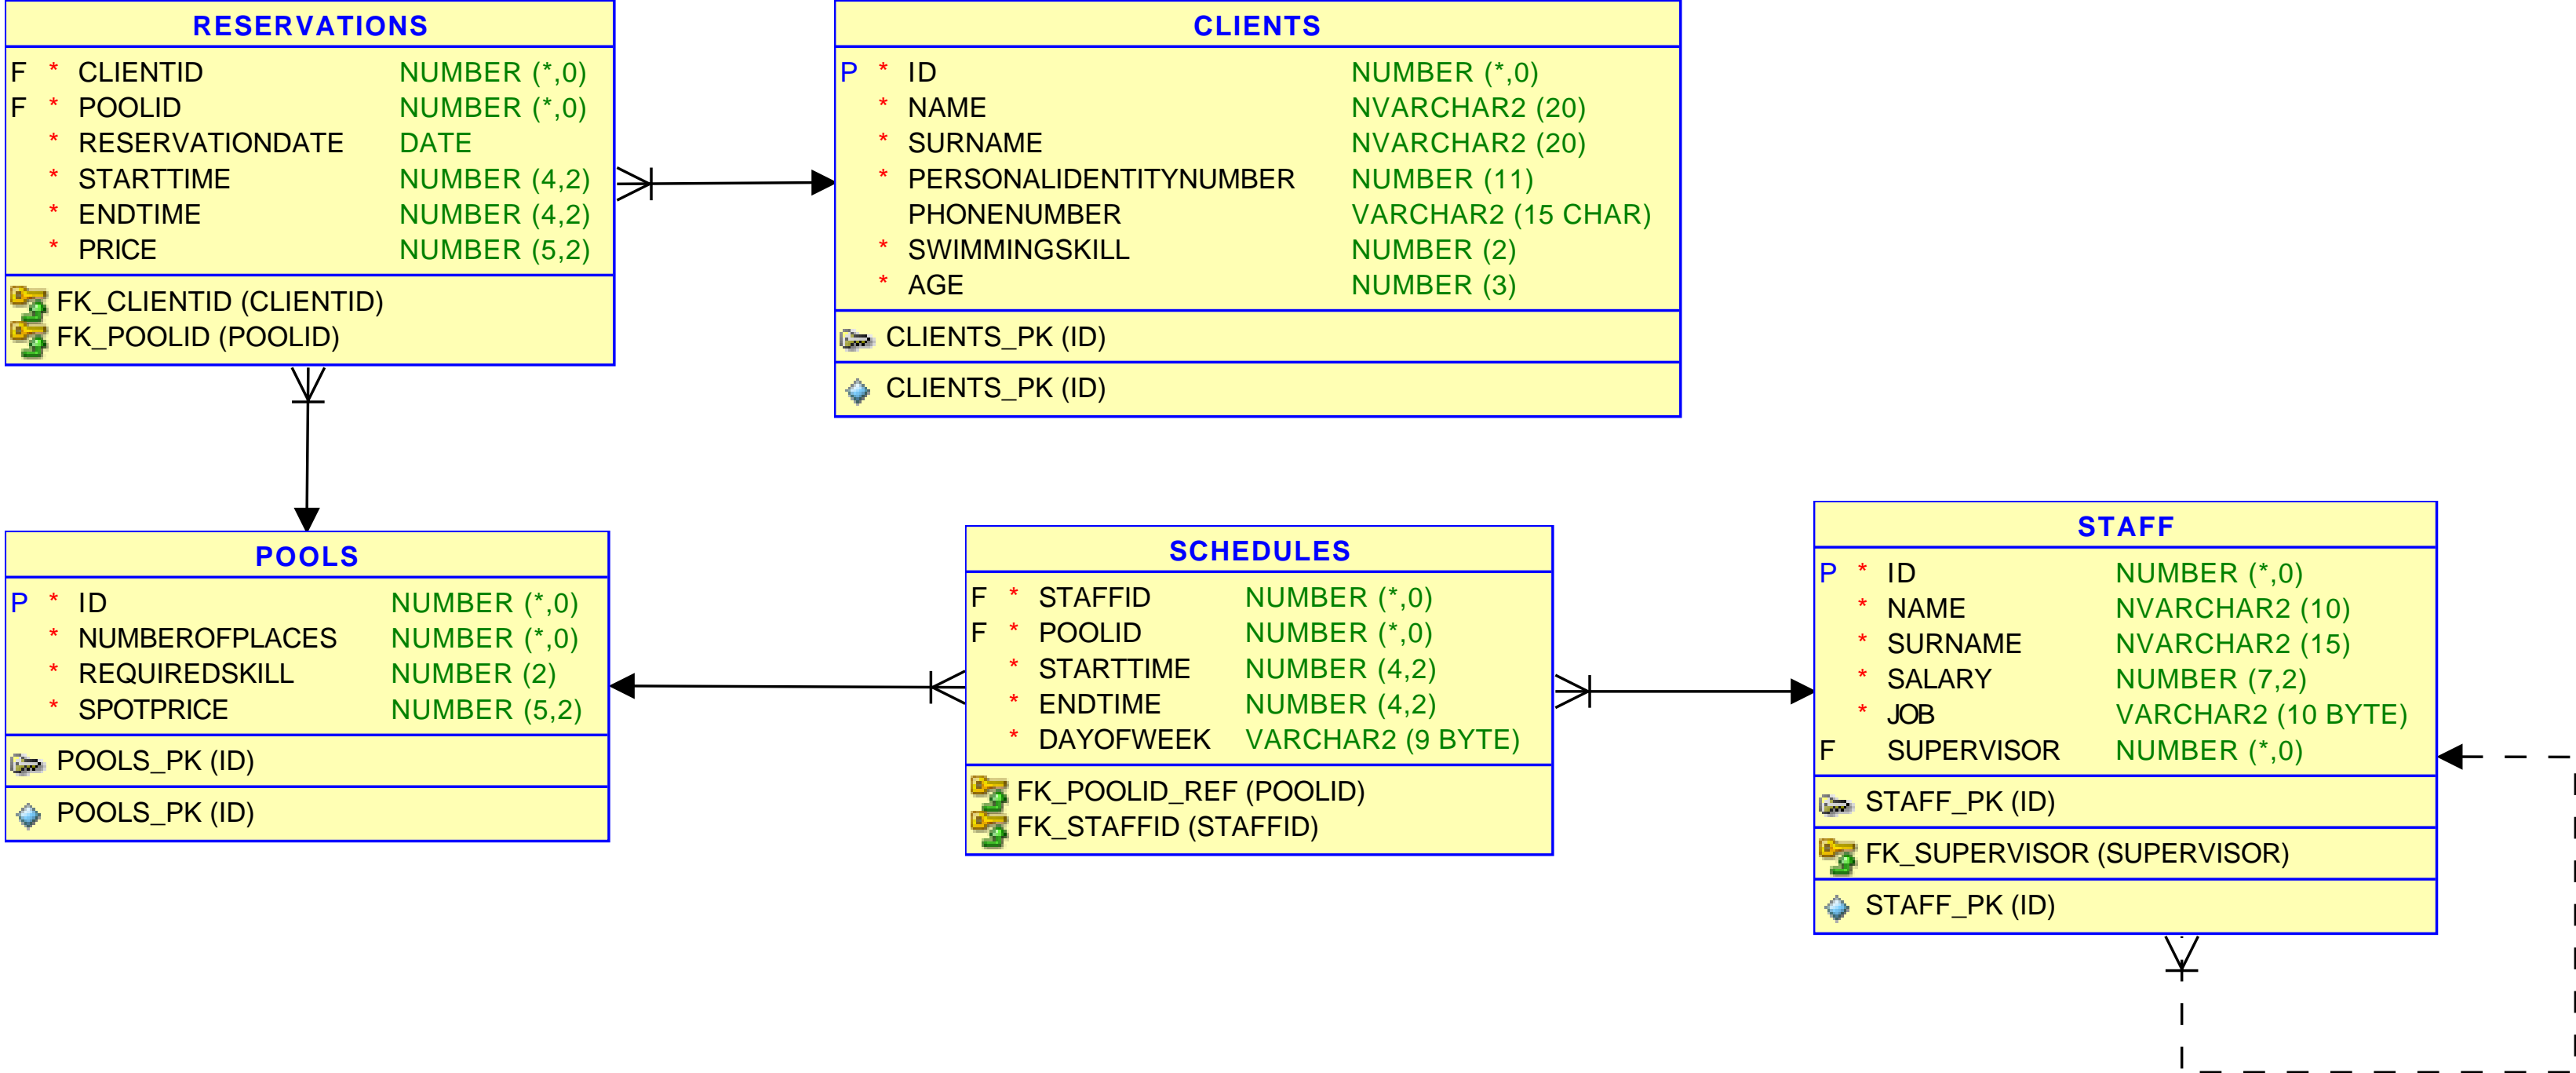 RESERVATIONS
F * CLIENTID NUMBER (*,0)
F * POOLID NUMBER (*,0)
* RESERVATIONDATE DATE
* STARTTIME NUMBER (4,2)
* ENDTIME NUMBER (4,2)
* PRICE NUMBER (5,2)
FK_CLIENTID (CLIENTID)
FK_POOLID (POOLID)
CLIENTS
P * ID NUMBER (*,0)
* NAME NVARCHAR2 (20)
* SURNAME NVARCHAR2 (20)
* PERSONALIDENTITYNUMBER NUMBER (11)
PHONENUMBER VARCHAR2 (15 CHAR)
* SWIMMINGSKILL NUMBER (2)
* AGE NUMBER (3)
CLIENTS_PK (ID)
CLIENTS_PK (ID)
POOLS
P * ID NUMBER (*,0)
* NUMBEROFPLACES NUMBER (*,0)
* REQUIREDSKILL NUMBER (2)
* SPOTPRICE NUMBER (5,2)
POOLS_PK (ID)
POOLS_PK (ID)
SCHEDULES
F * STAFFID NUMBER (*,0)
F * POOLID NUMBER (*,0)
* STARTTIME NUMBER (4,2)
* ENDTIME NUMBER (4,2)
* DAYOFWEEK VARCHAR2 (9 BYTE)
FK_POOLID_REF (POOLID)
FK_STAFFID (STAFFID)
STAFF
P * ID NUMBER (*,0)
* NAME NVARCHAR2 (10)
* SURNAME NVARCHAR2 (15)
* SALARY NUMBER (7,2)
* JOB VARCHAR2 (10 BYTE)
F SUPERVISOR NUMBER (*,0)
STAFF_PK (ID)
FK_SUPERVISOR (SUPERVISOR)
STAFF_PK (ID)